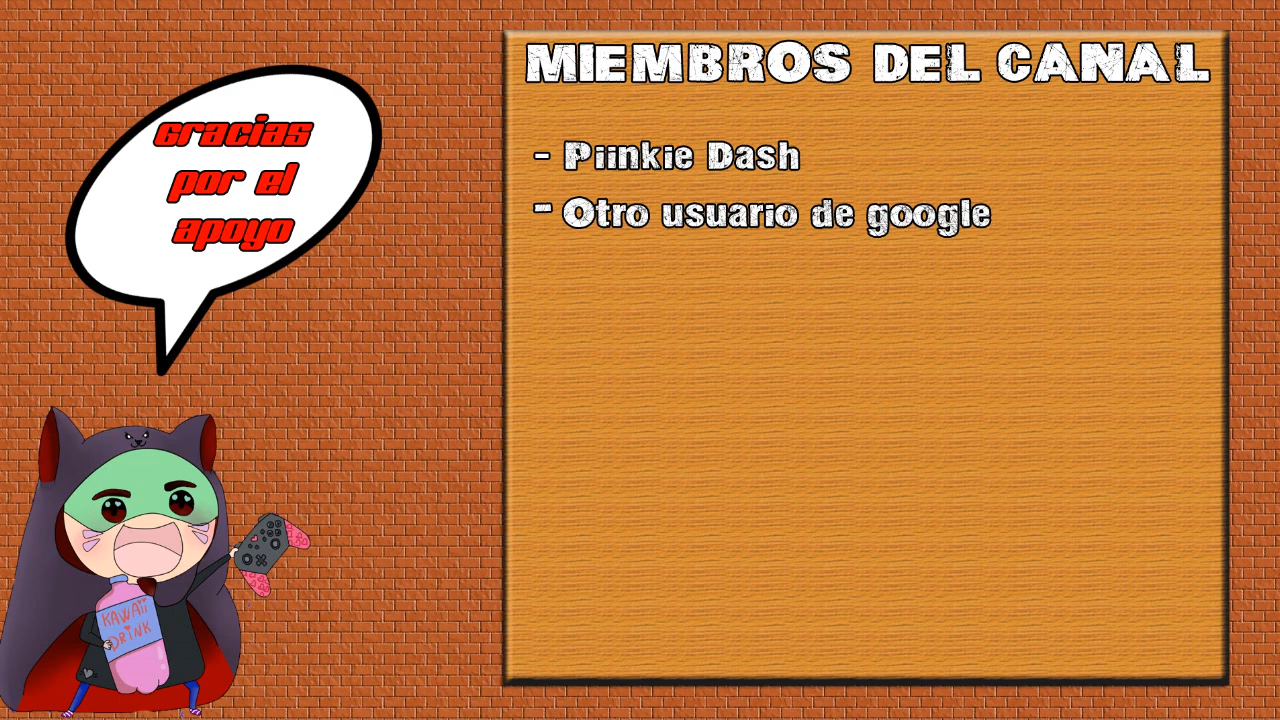 Gracias
por el
apoyo
MIEMBROS DEL CANAL
- Piinkie Dash
- Otro usuario de google
KAWAII
DRINK